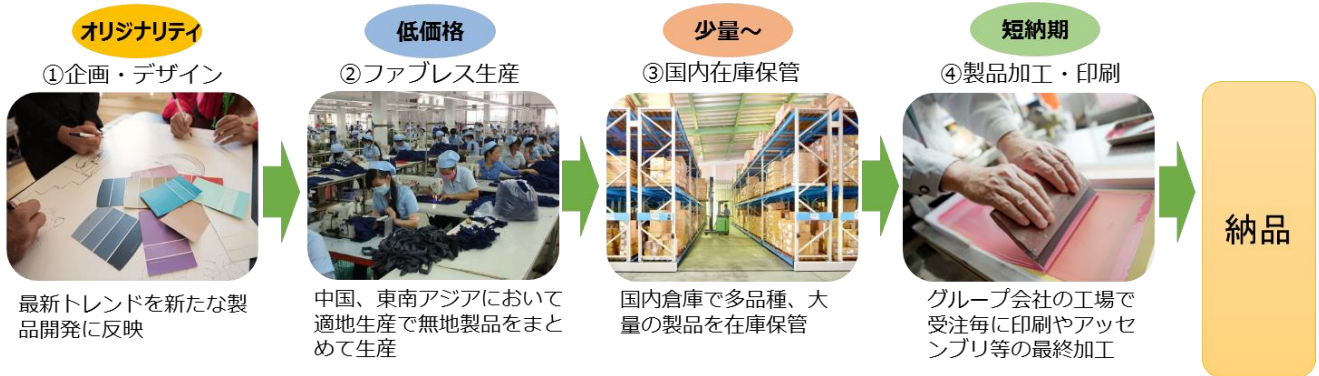 オリジナリティ
①企画・デザイン
最新トレンドを新たな製
品開発に反映
低価格
②ファブレス生産
中国、東南アジアにおいて
適地生産で無地製品をまと
めて生産
少量～
③国内在庫保管
国内倉庫で多品種、大
量の製品を在庫保管
短納期
④製品加工・印刷
グループ会社の工場で
受注毎に印刷やアッセ
ンブリ等の最終加工
納品